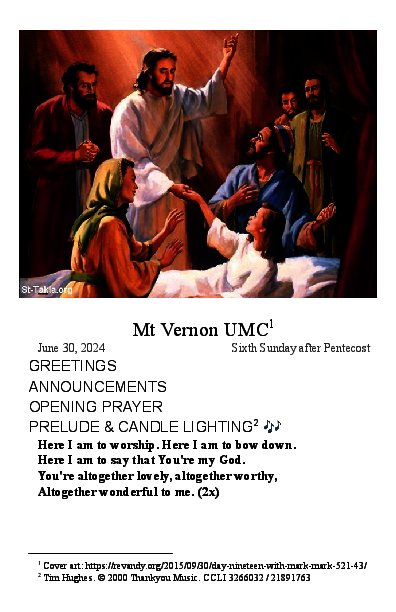 St-Takla.org
Mt Vernon UMC¹
June 30, 2024 Sixth Sunday after Pentecost
GREETINGS
ANNOUNCEMENTS
OPENING PRAYER
PRELUDE & CANDLE LIGHTING² 🎶
Here I am to worship. Here I am to bow down.
Here I am to say that You're my God.
You're altogether lovely, altogether worthy,
Altogether wonderful to me. (2x)
¹ Cover art: https://revandy.org/2015/09/30/day-nineteen-with-mark-mark-521-43/
² Tim Hughes. © 2000 Thankyou Music. CCLI 3266032 / 21891763